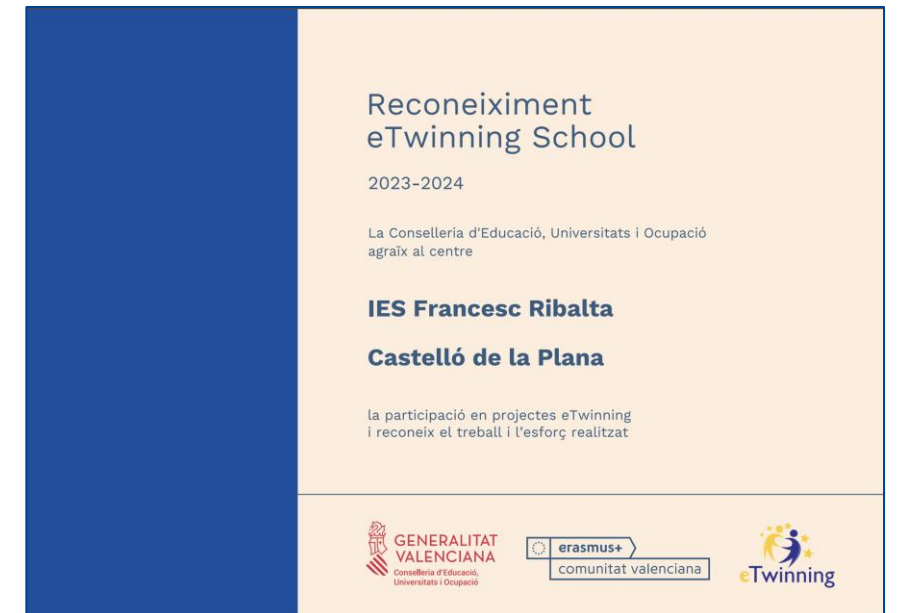 Reconeiximent
eTwinning School
2023-2024
La Conselleria d'Educació, Universitats i Ocupació
agraïx al centre
IES Francesc Ribalta
Castelló de la Plana
la participació en projectes eTwinning
i reconeix el treball i l'esforç realitzat
GENERALITAT
VALENCIANA
Conselleria d'Educació,
Universitats i Ocupació
erasmus+
comunitat valenciana
eTwinning